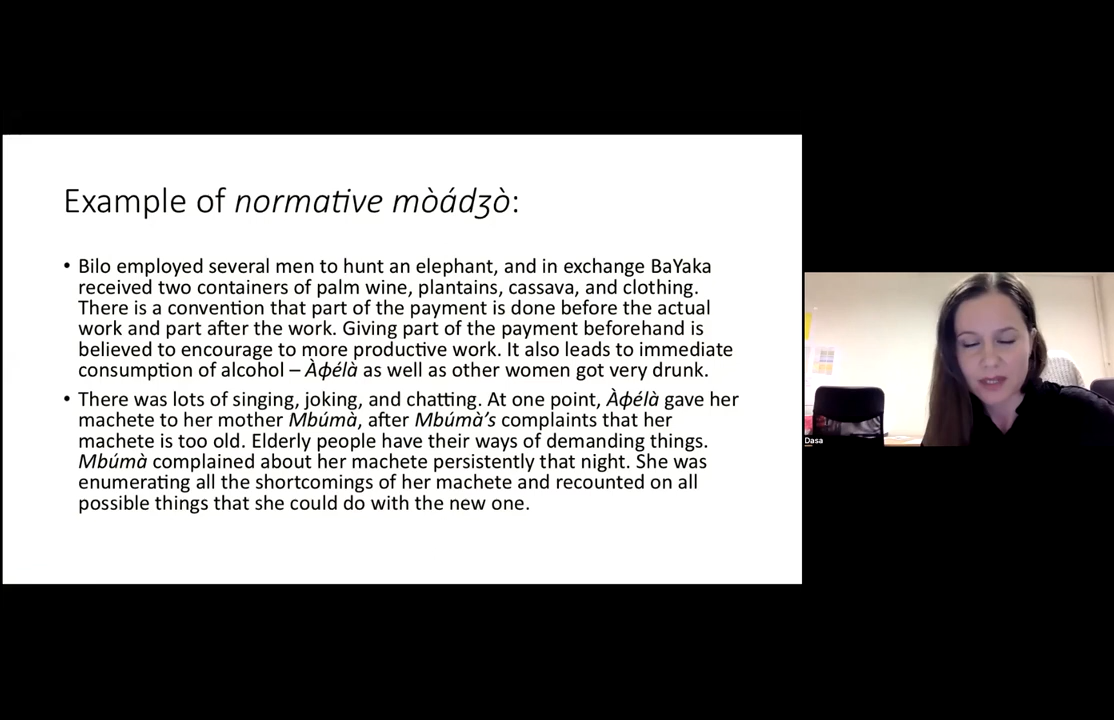 Example of normative mòádʒò:
• Bilo employed several men to hunt an elephant, and in exchange BaYaka
received two containers of palm wine, plantains, cassava, and clothing.
There is a convention that part of the payment is done before the actual
work and part after the work. Giving part of the payment beforehand is
believed to encourage to more productive work. It also leads to immediate
consumption of alcohol – Àɸélà as well as other women got very drunk.
• There was lots of singing, joking, and chatting. At one point, Àɸélà gave her
machete to her mother Mbúmà, after Mbúmà’s complaints that her
machete is too old. Elderly people have their ways of demanding things.
Mbúmà complained about her machete persistently that night. She was
enumerating all the shortcomings of her machete and recounted on all
possible things that she could do with the new one.
Dasa